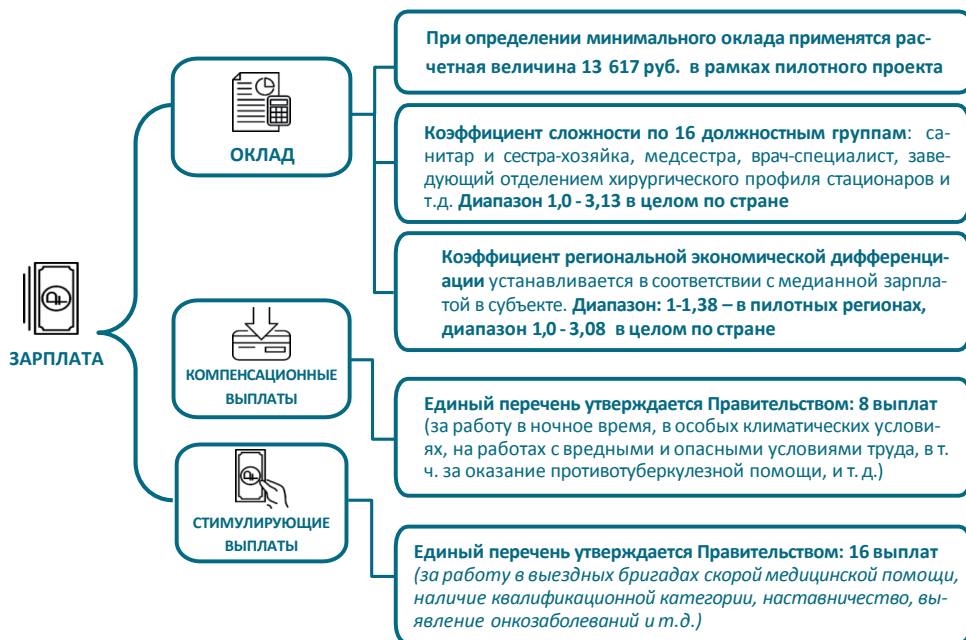 ЗАРПЛАТА
ОКЛАД
При определении минимального оклада применятся рас-
четная величина 13 617 руб. в рамках пилотного проекта
Коэффициент сложности по 16 должностным группам: са-
нитар и сестра-хозяйка, медсестра, врач-специалист, заве-
дующий отделением хирургического профиля стационаров и
т.д. Диапазон 1,0 - 3,13 в целом по стране
Коэффициент региональной экономической дифференци-
ации устанавливается в соответствии с медианной зарпла-
той в субъекте. Диапазон: 1-1,38 – в пилотных регионах,
диапазон 1,0 - 3,08 в целом по стране
КОМПЕНСАЦИОННЫЕ
ВЫПЛАТЫ
Единый перечень утверждается Правительством: 8 выплат
(за работу в ночное время, в особых климатических услови-
ях, на работах с вредными и опасными условиями труда, в т.
ч. за оказание противотуберкулезной помощи, и т. д.)
СТИМУЛИРУЮЩИЕ
ВЫПЛАТЫ
Единый перечень утверждается Правительством: 16 выплат
(за работу в выездных бригадах скорой медицинской помощи,
наличие квалификационной категории, наставничество, вы-
явление онкозаболеваний и т.д.)